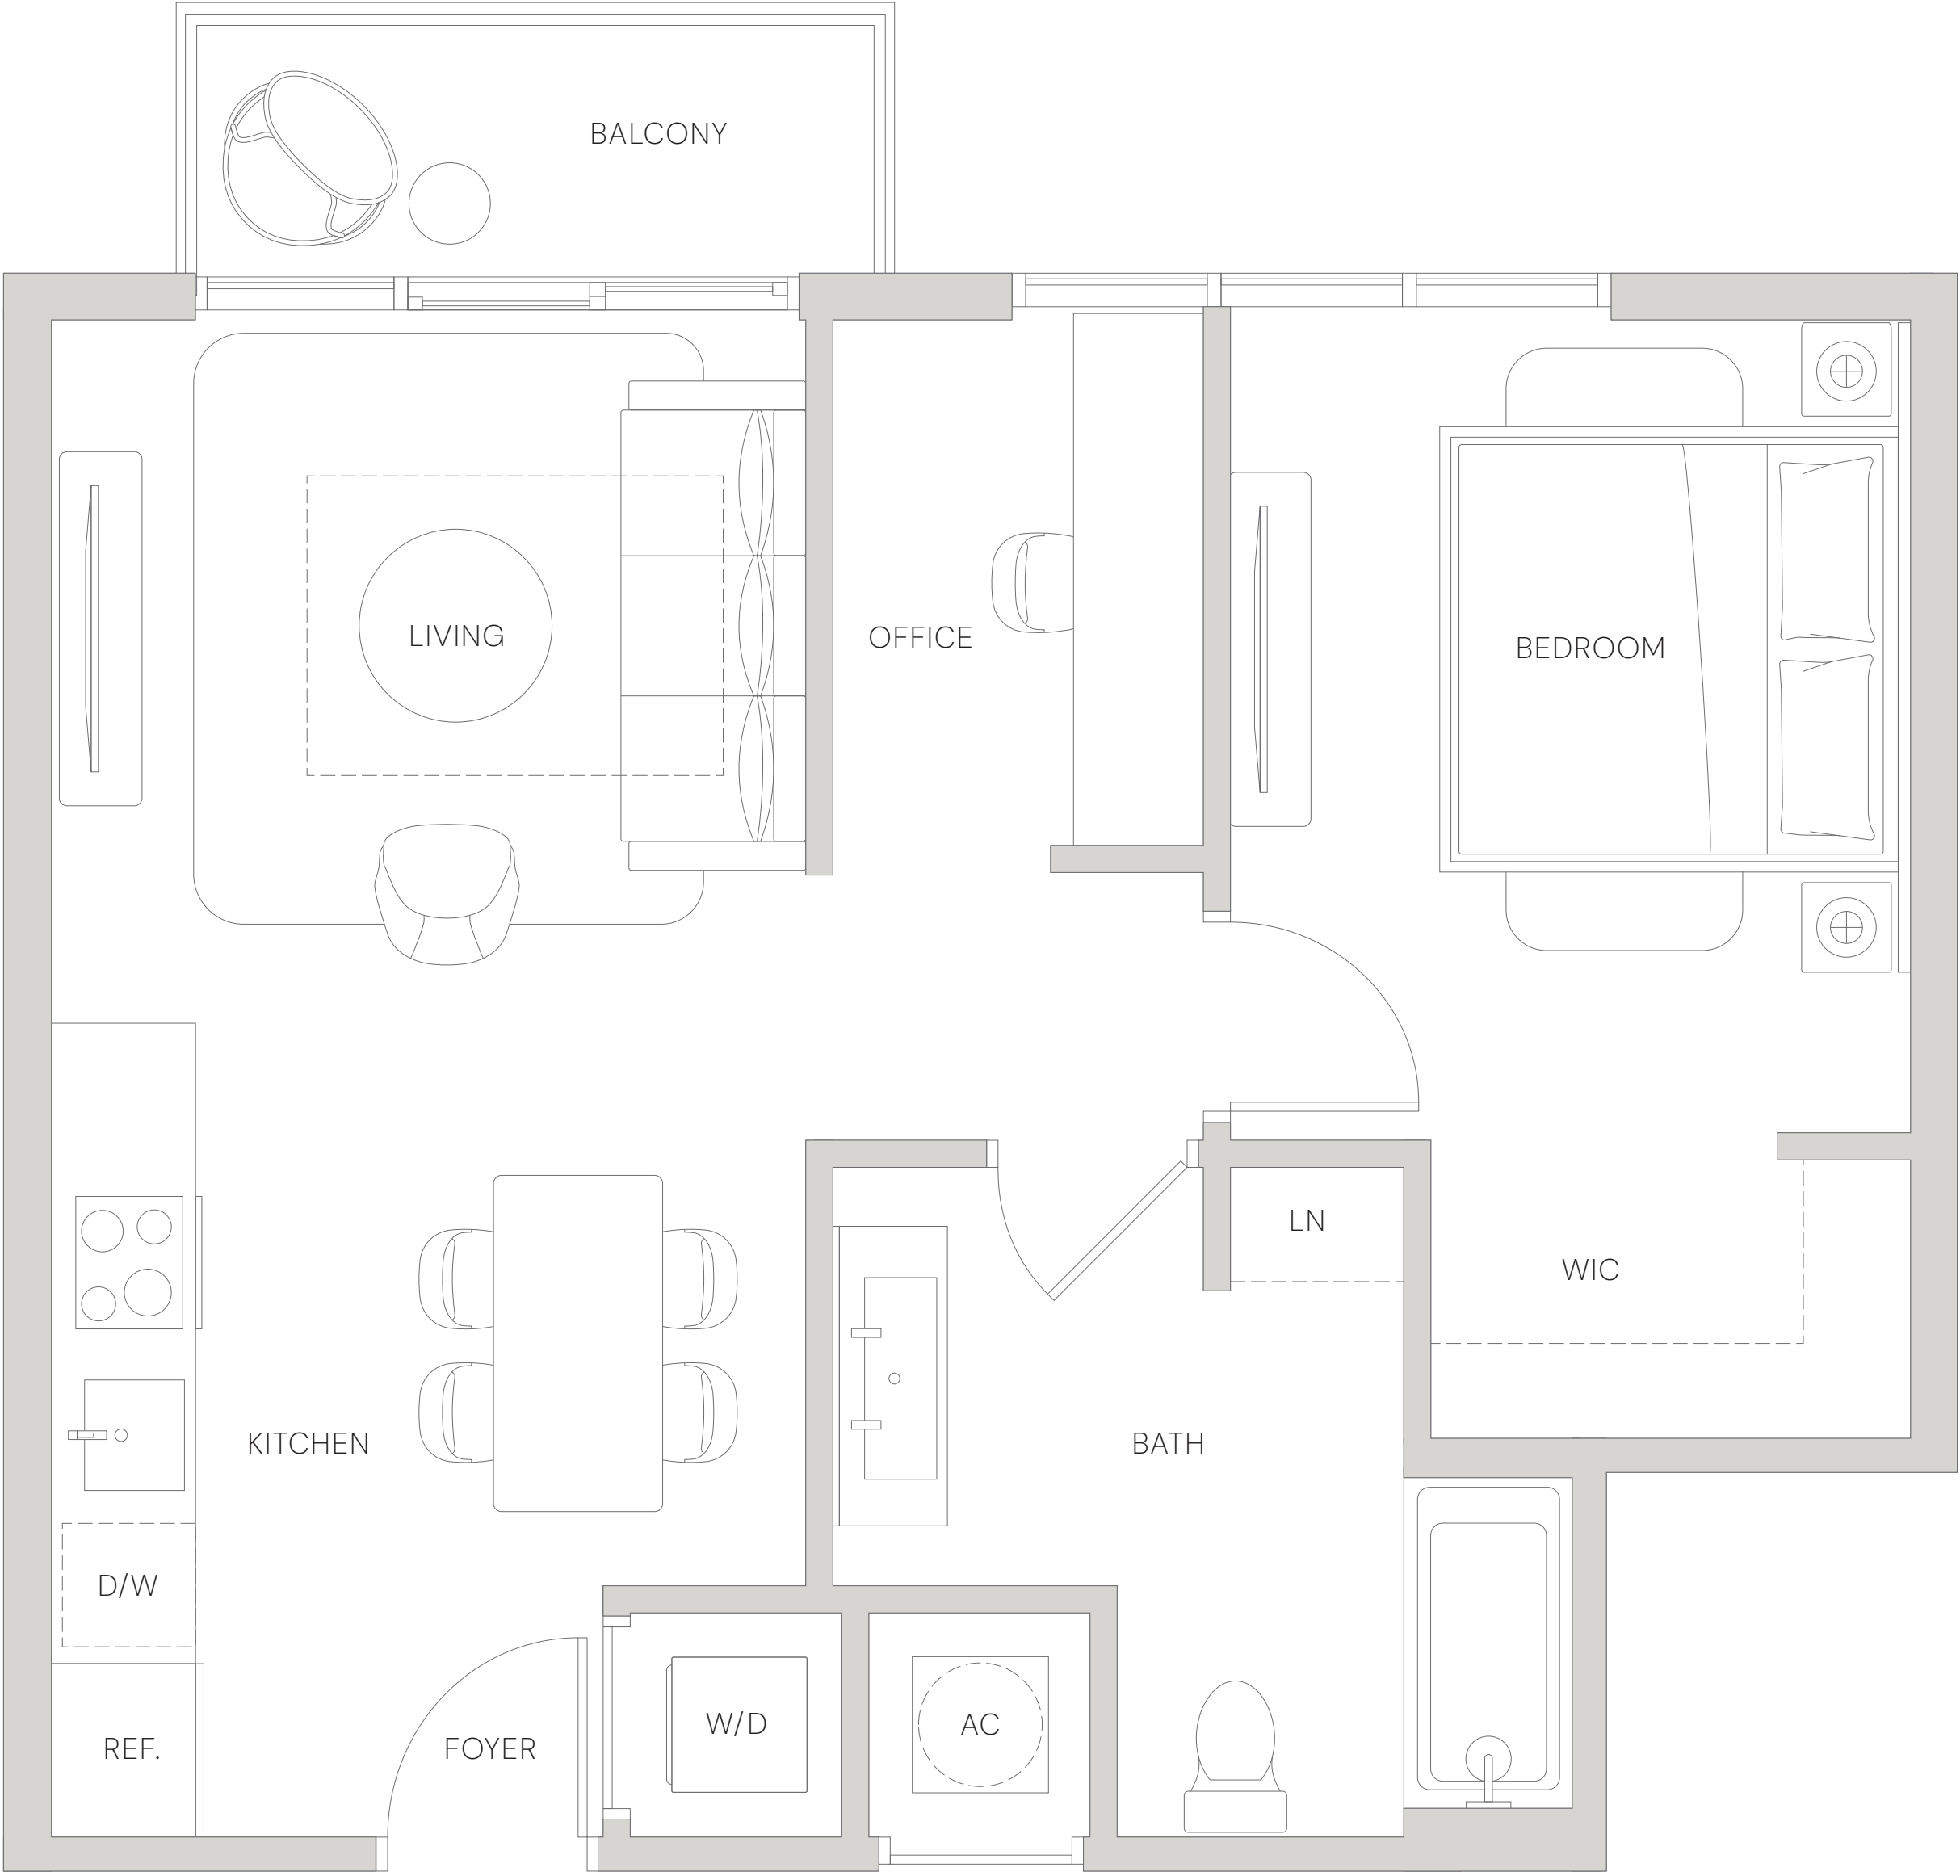 BALCONY
LIVING
OFFICE
BEDROOM
LN
WIC
KITCHEN
BATH
D/W
W/D
AC
REF.
FOYER